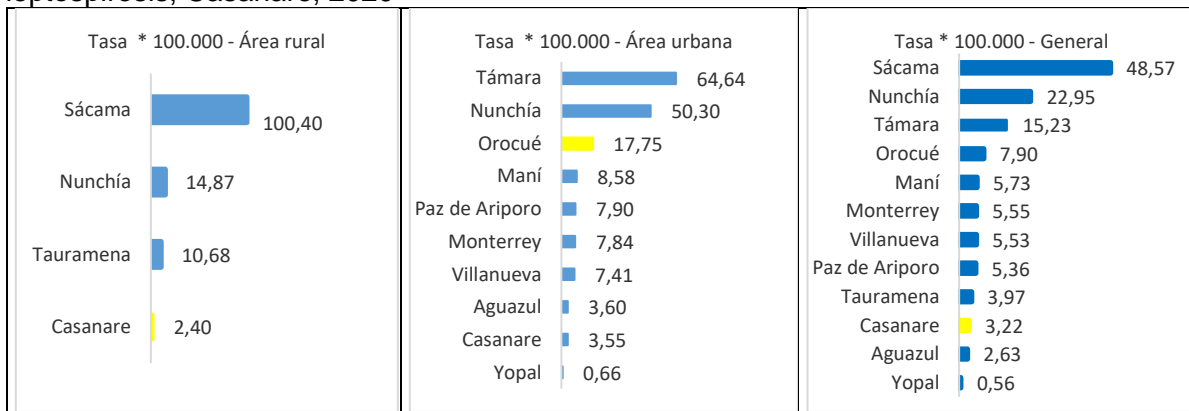 leptospirosis, Casanare, 2020
Tasa * 100.000 - Área rural
Sácama 100,40
Nunchía 14,87
Tauramena 10,68
Casanare 2,40
Tasa * 100.000 - Área urbana
Támara 64,64
Nunchía 50,30
Orocué 17,75
Maní 8,58
Paz de Ariporo 7,90
Monterrey 7,84
Villanueva 7,41
Aguazul 3,60
Casanare 3,55
Yopal 0,66
Tasa * 100.000 - General
Sácama 48,57
Nunchía 22,95
Támara 15,23
Orocué 7,90
Maní 5,73
Monterrey 5,55
Villanueva 5,53
Paz de Ariporo 5,36
Tauramena 3,97
Casanare 3,22
Aguazul 2,63
Yopal 0,56